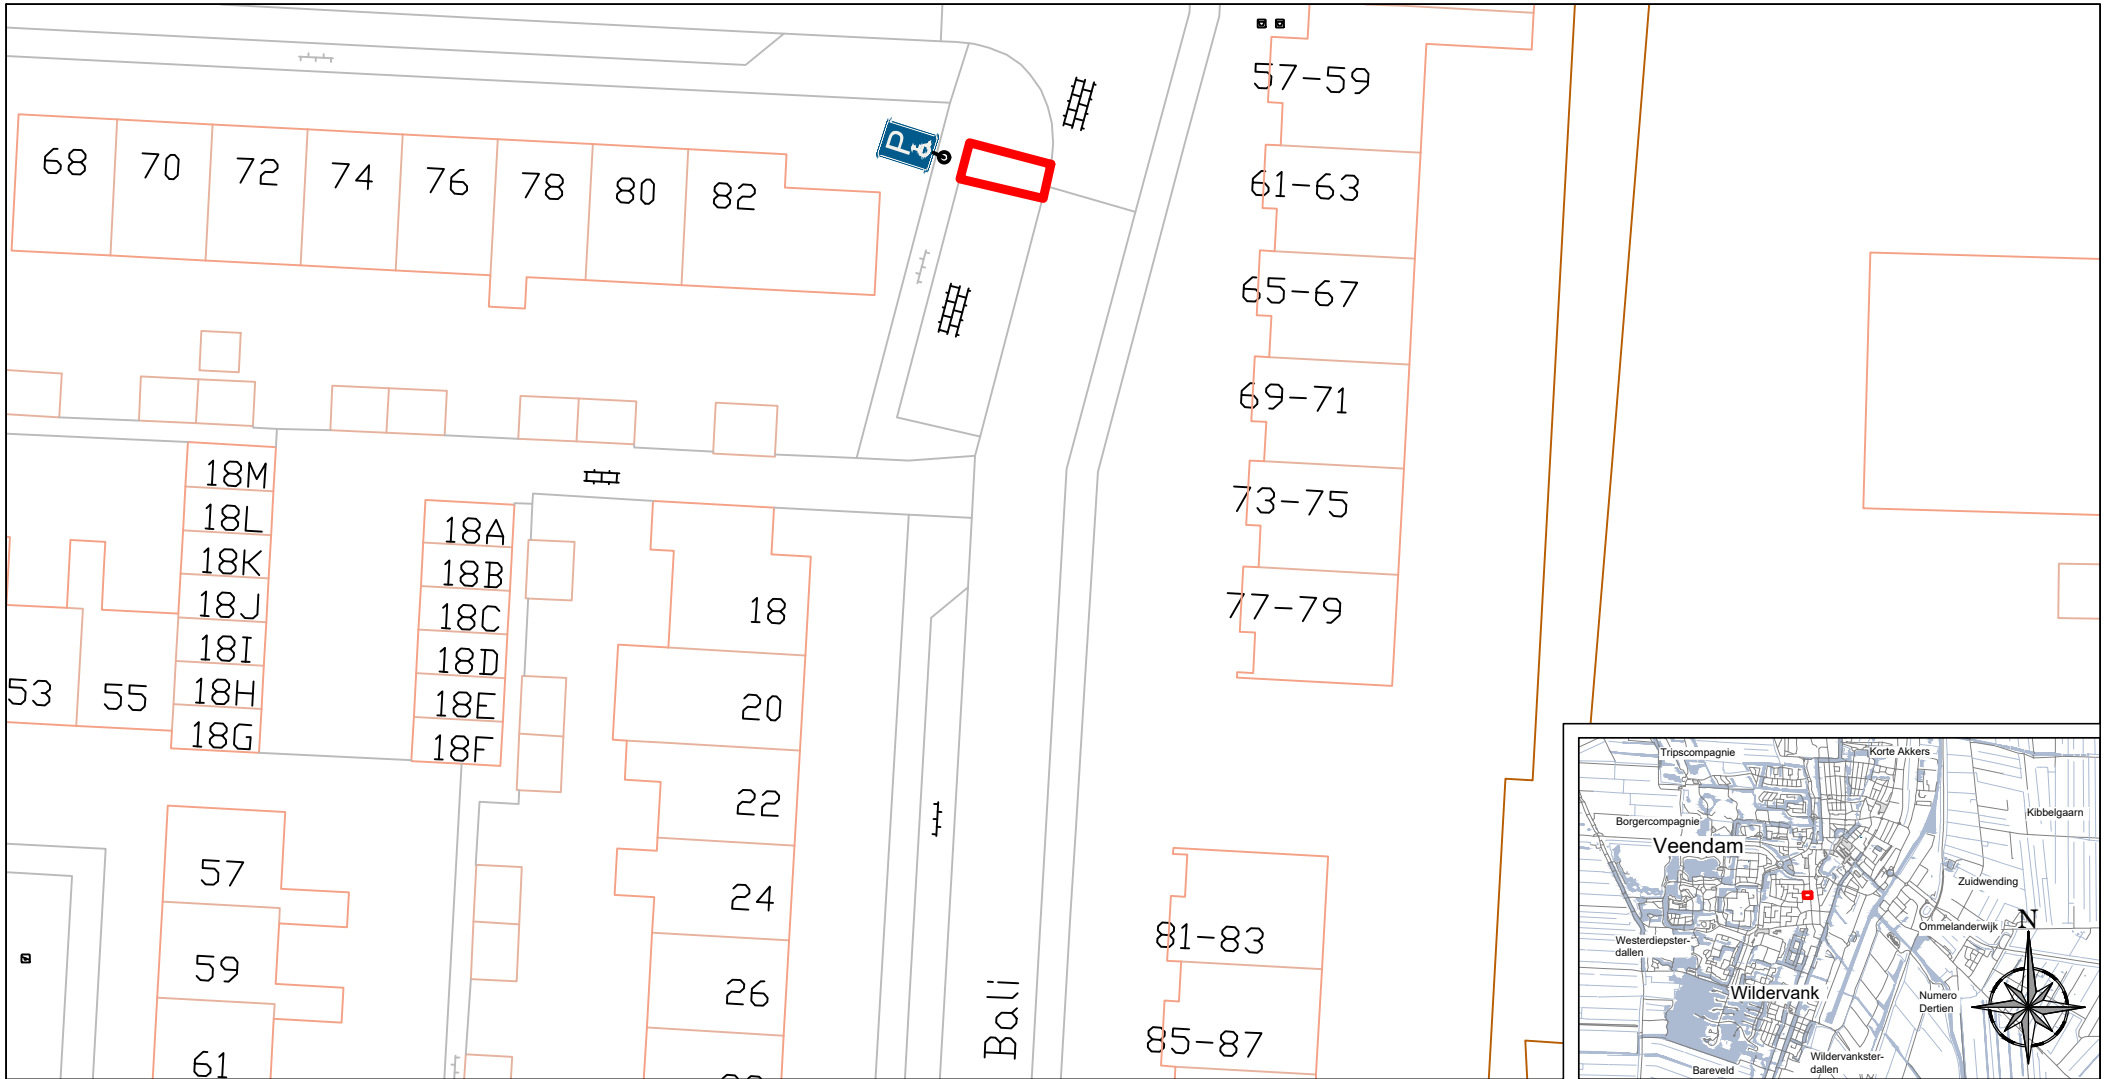 57-59
P
68
70
72
74
76
78
80
82
61-63
65-67
69-71
73-75
77-79
18M
18L
18K
18J
18I
18H
18G
18A
18B
18C
18D
18E
18F
53
55
18
20
22
24
26
57
59
61
81-83
85-87
Bali
Tripscompagnie
Korte Akkers
Kibbelgaarn
Borgercompagnie
Veendam
Zuidwending
Ommelanderwijk
N
Westerdiepster-
dallen
Wildervank
Numero
Dertien
Wildervankster-
dallen
Bareveld